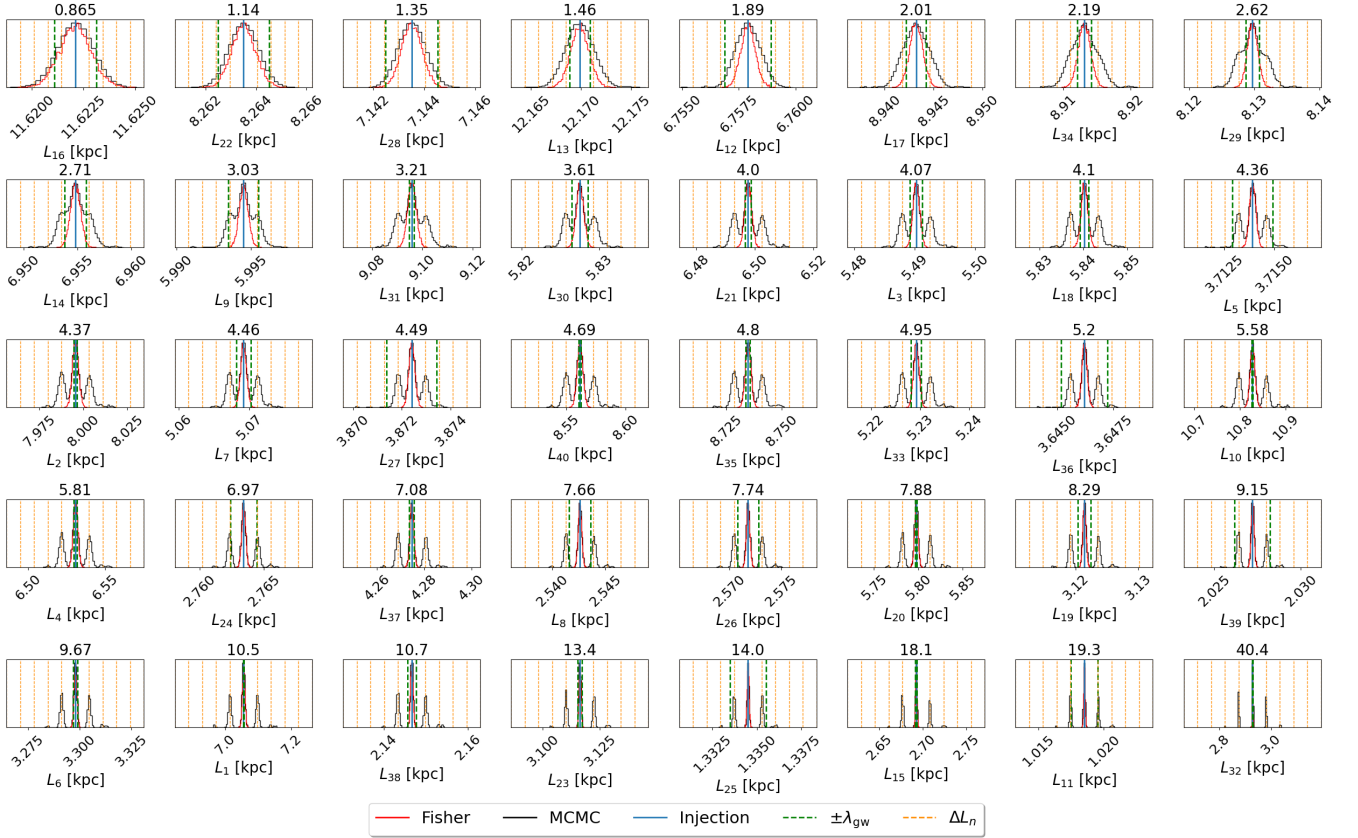 0.865 1.14 1.35 1.46 1.89 2.01 2.19 2.62
11.6200 11.6225 11.6250 8.262 8.264 8.266 7.142 7.144 7.146 12.165 12.170 12.175 6.7550 6.7575 6.7600 8.940 8.945 8.950 8.91 8.92 8.12 8.13 8.14
L₁₆ [kpc] L₂₂ [kpc] L₂₈ [kpc] L₁₃ [kpc] L₁₂ [kpc] L₁₇ [kpc] L₃₄ [kpc] L₂₉ [kpc]
2.71 3.03 3.21 3.61 4.0 4.07 4.1 4.36
6.950 6.955 6.960 5.990 5.995 9.08 9.10 9.12 5.82 5.83 6.48 6.50 6.52 5.48 5.49 5.50 5.83 5.84 5.85 3.7125 3.7150
L₁₄ [kpc] L₉ [kpc] L₃₁ [kpc] L₃₀ [kpc] L₂₁ [kpc] L₃ [kpc] L₁₈ [kpc] L₅ [kpc]
4.37 4.46 4.49 4.69 4.8 4.95 5.2 5.58
7.975 8.000 8.025 5.06 5.07 3.870 3.872 3.874 8.55 8.60 8.725 8.750 5.22 5.23 5.24 3.6450 3.6475 10.7 10.8 10.9
L₂ [kpc] L₇ [kpc] L₂₇ [kpc] L₄₀ [kpc] L₃₅ [kpc] L₃₃ [kpc] L₃₆ [kpc] L₁₀ [kpc]
5.81 6.97 7.08 7.66 7.74 7.88 8.29 9.15
6.50 6.55 2.760 2.765 4.26 4.28 4.30 2.540 2.545 2.570 2.575 5.75 5.80 5.85 3.12 3.13 2.025 2.030
L₄ [kpc] L₂₄ [kpc] L₃₇ [kpc] L₈ [kpc] L₂₆ [kpc] L₂₀ [kpc] L₁₉ [kpc] L₃₉ [kpc]
9.67 10.5 10.7 13.4 14.0 18.1 19.3 40.4
3.275 3.300 3.325 7.0 7.2 2.14 2.16 3.100 3.125 1.3325 1.3350 1.3375 2.65 2.70 2.75 1.015 1.020 2.8 3.0
L₆ [kpc] L₁ [kpc] L₃₈ [kpc] L₂₃ [kpc] L₂₅ [kpc] L₁₅ [kpc] L₁₁ [kpc] L₃₂ [kpc]
Fisher MCMC Injection ±λ_gw ΔLₙ